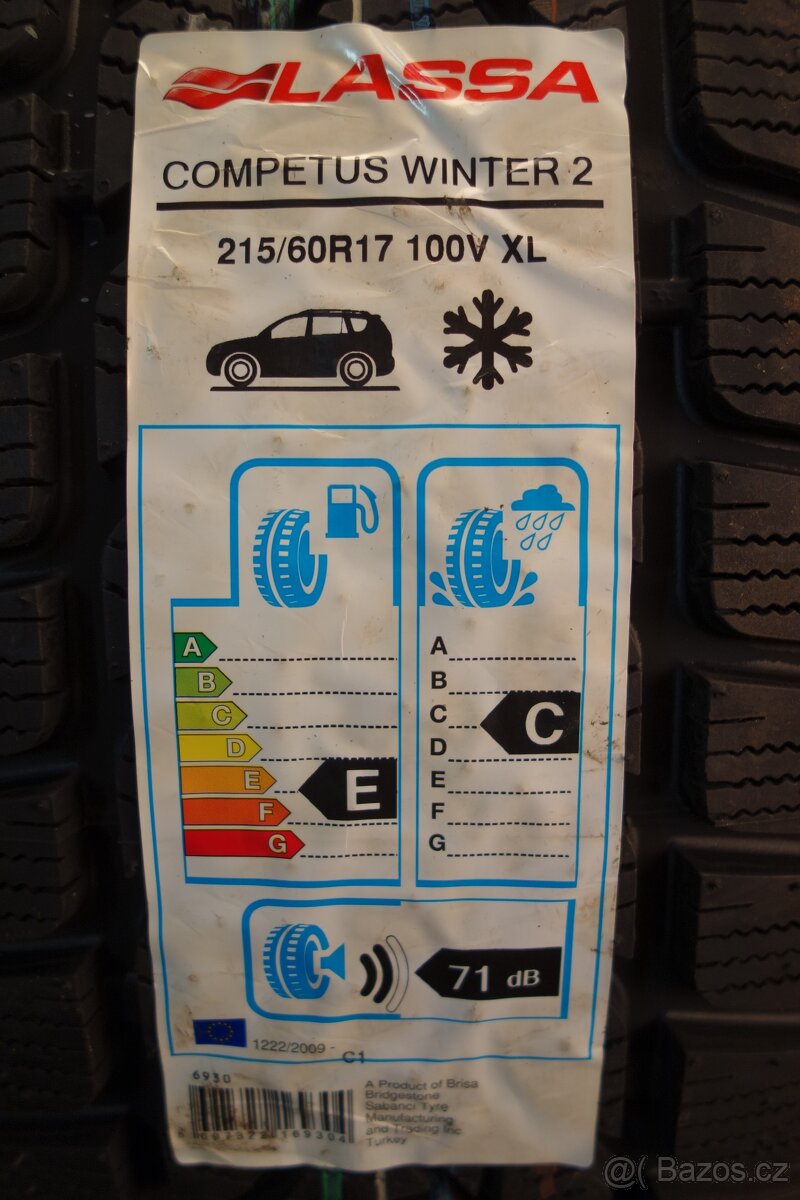 LASSA
COMPETUS WINTER 2
215/60R17 100V XL
A
B
C
D
E
F
G
E
A
B
C
D
E
F
G
C
71 dB
1222/2009 - C1
6930
A Product of Brisa
Bridgestone
Sabancı Tyre
Manufacturing
and Trading Inc.
Turkey
@( Bazos.cz